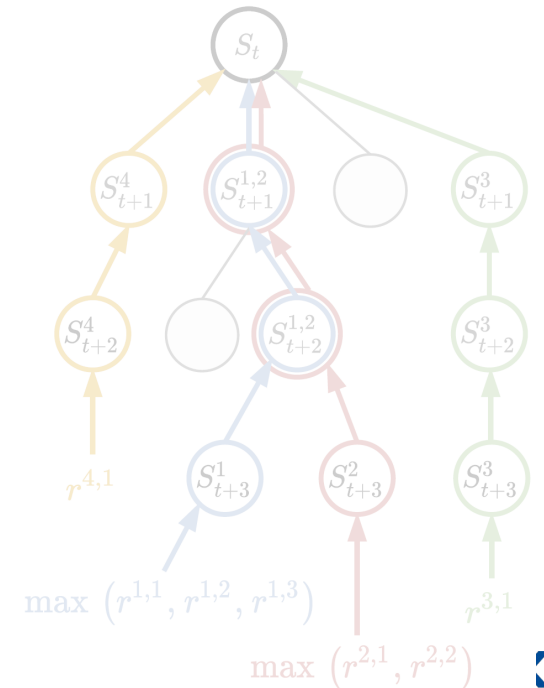 S_t
S^4_{t+1} S^{1,2}_{t+1} S^3_{t+1}
S^4_{t+2} S^{1,2}_{t+2} S^3_{t+2}
S^1_{t+3} S^2_{t+3} S^3_{t+3}
r^{4,1}
max (r^{1,1}, r^{1,2}, r^{1,3})
r^{3,1}
max (r^{2,1}, r^{2,2})